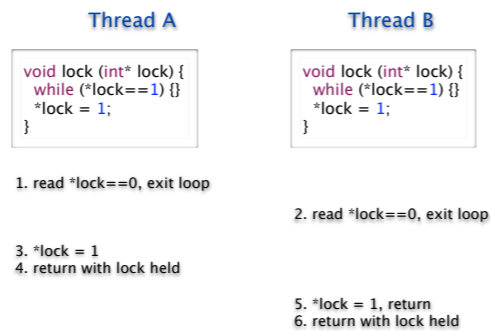 Thread A
Thread B
void lock (int* lock) {
while (*lock==1) {}
*lock = 1;
}
void lock (int* lock) {
while (*lock==1) {}
*lock = 1;
}
1. read *lock==0, exit loop
2. read *lock==0, exit loop
3. *lock = 1
4. return with lock held
5. *lock = 1, return
6. return with lock held